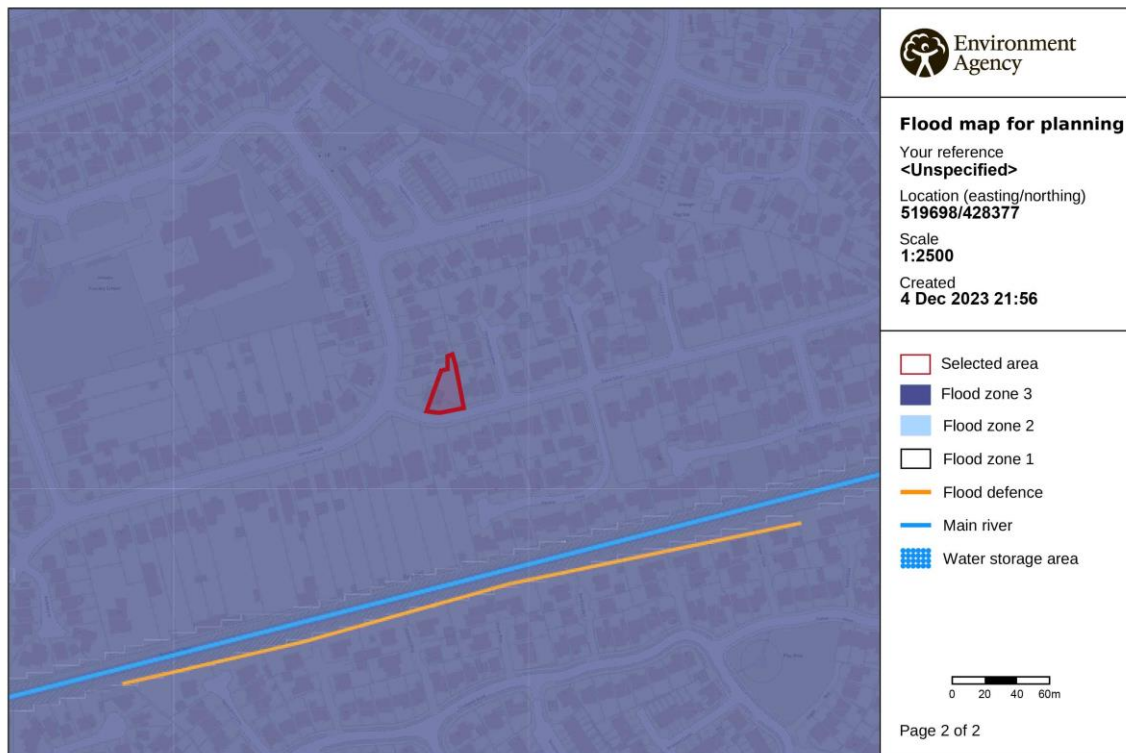 Environment
Agency
Flood map for planning
Your reference
<Unspecified>
Location (easting/northing)
519698/428377
Scale
1:2500
Created
4 Dec 2023 21:56
Selected area
Flood zone 3
Flood zone 2
Flood zone 1
Flood defence
Main river
Water storage area
0 20 40 60m
Page 2 of 2